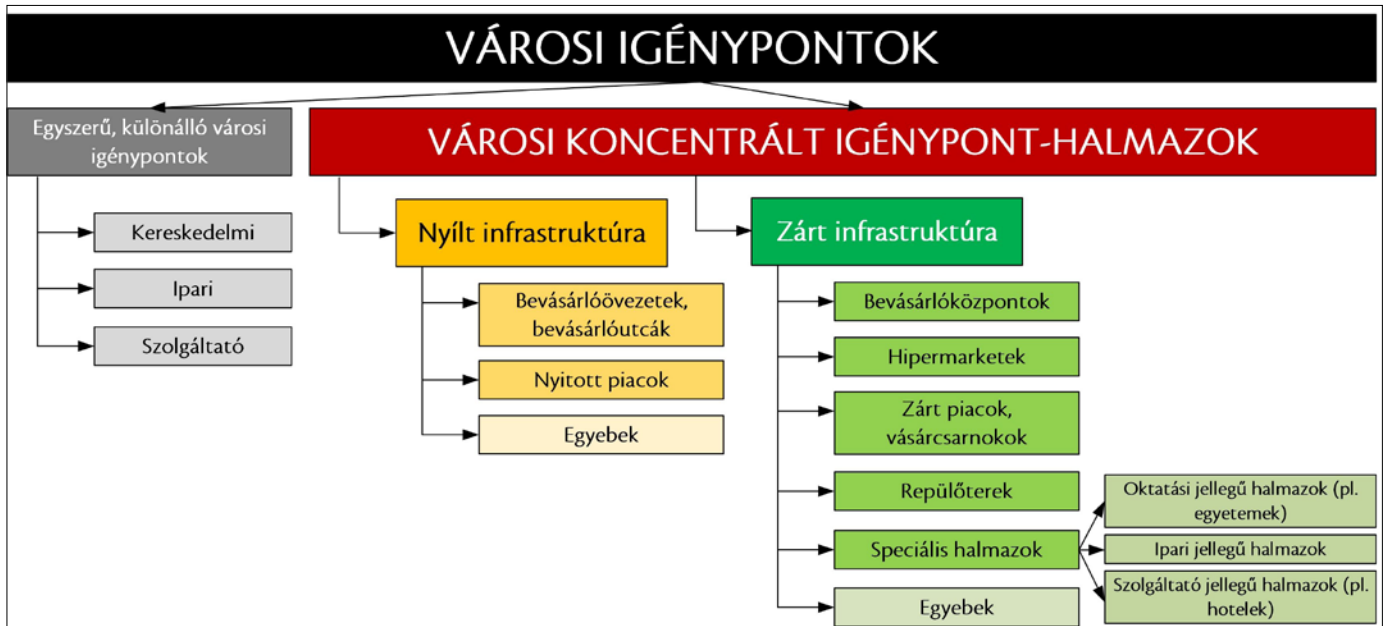 VÁROSI IGÉNYPONTOK
Egyszerű, különálló városi
igénypontok
Kereskedelmi
Ipari
Szolgáltató
VÁROSI KONCENTRÁLT IGÉNYPONT-HALMAZOK
Nyílt infrastruktúra
Bevásárlóövezetek,
bevásárlóutcák
Nyitott piacok
Egyebek
Zárt infrastruktúra
Bevásárlóközpontok
Hipermarketek
Zárt piacok,
vásárcsarnokok
Repülőterek
Speciális halmazok
Oktatási jellegű halmazok (pl.
egyetemek)
Ipari jellegű halmazok
Szolgáltató jellegű halmazok (pl.
hotelek)
Egyebek